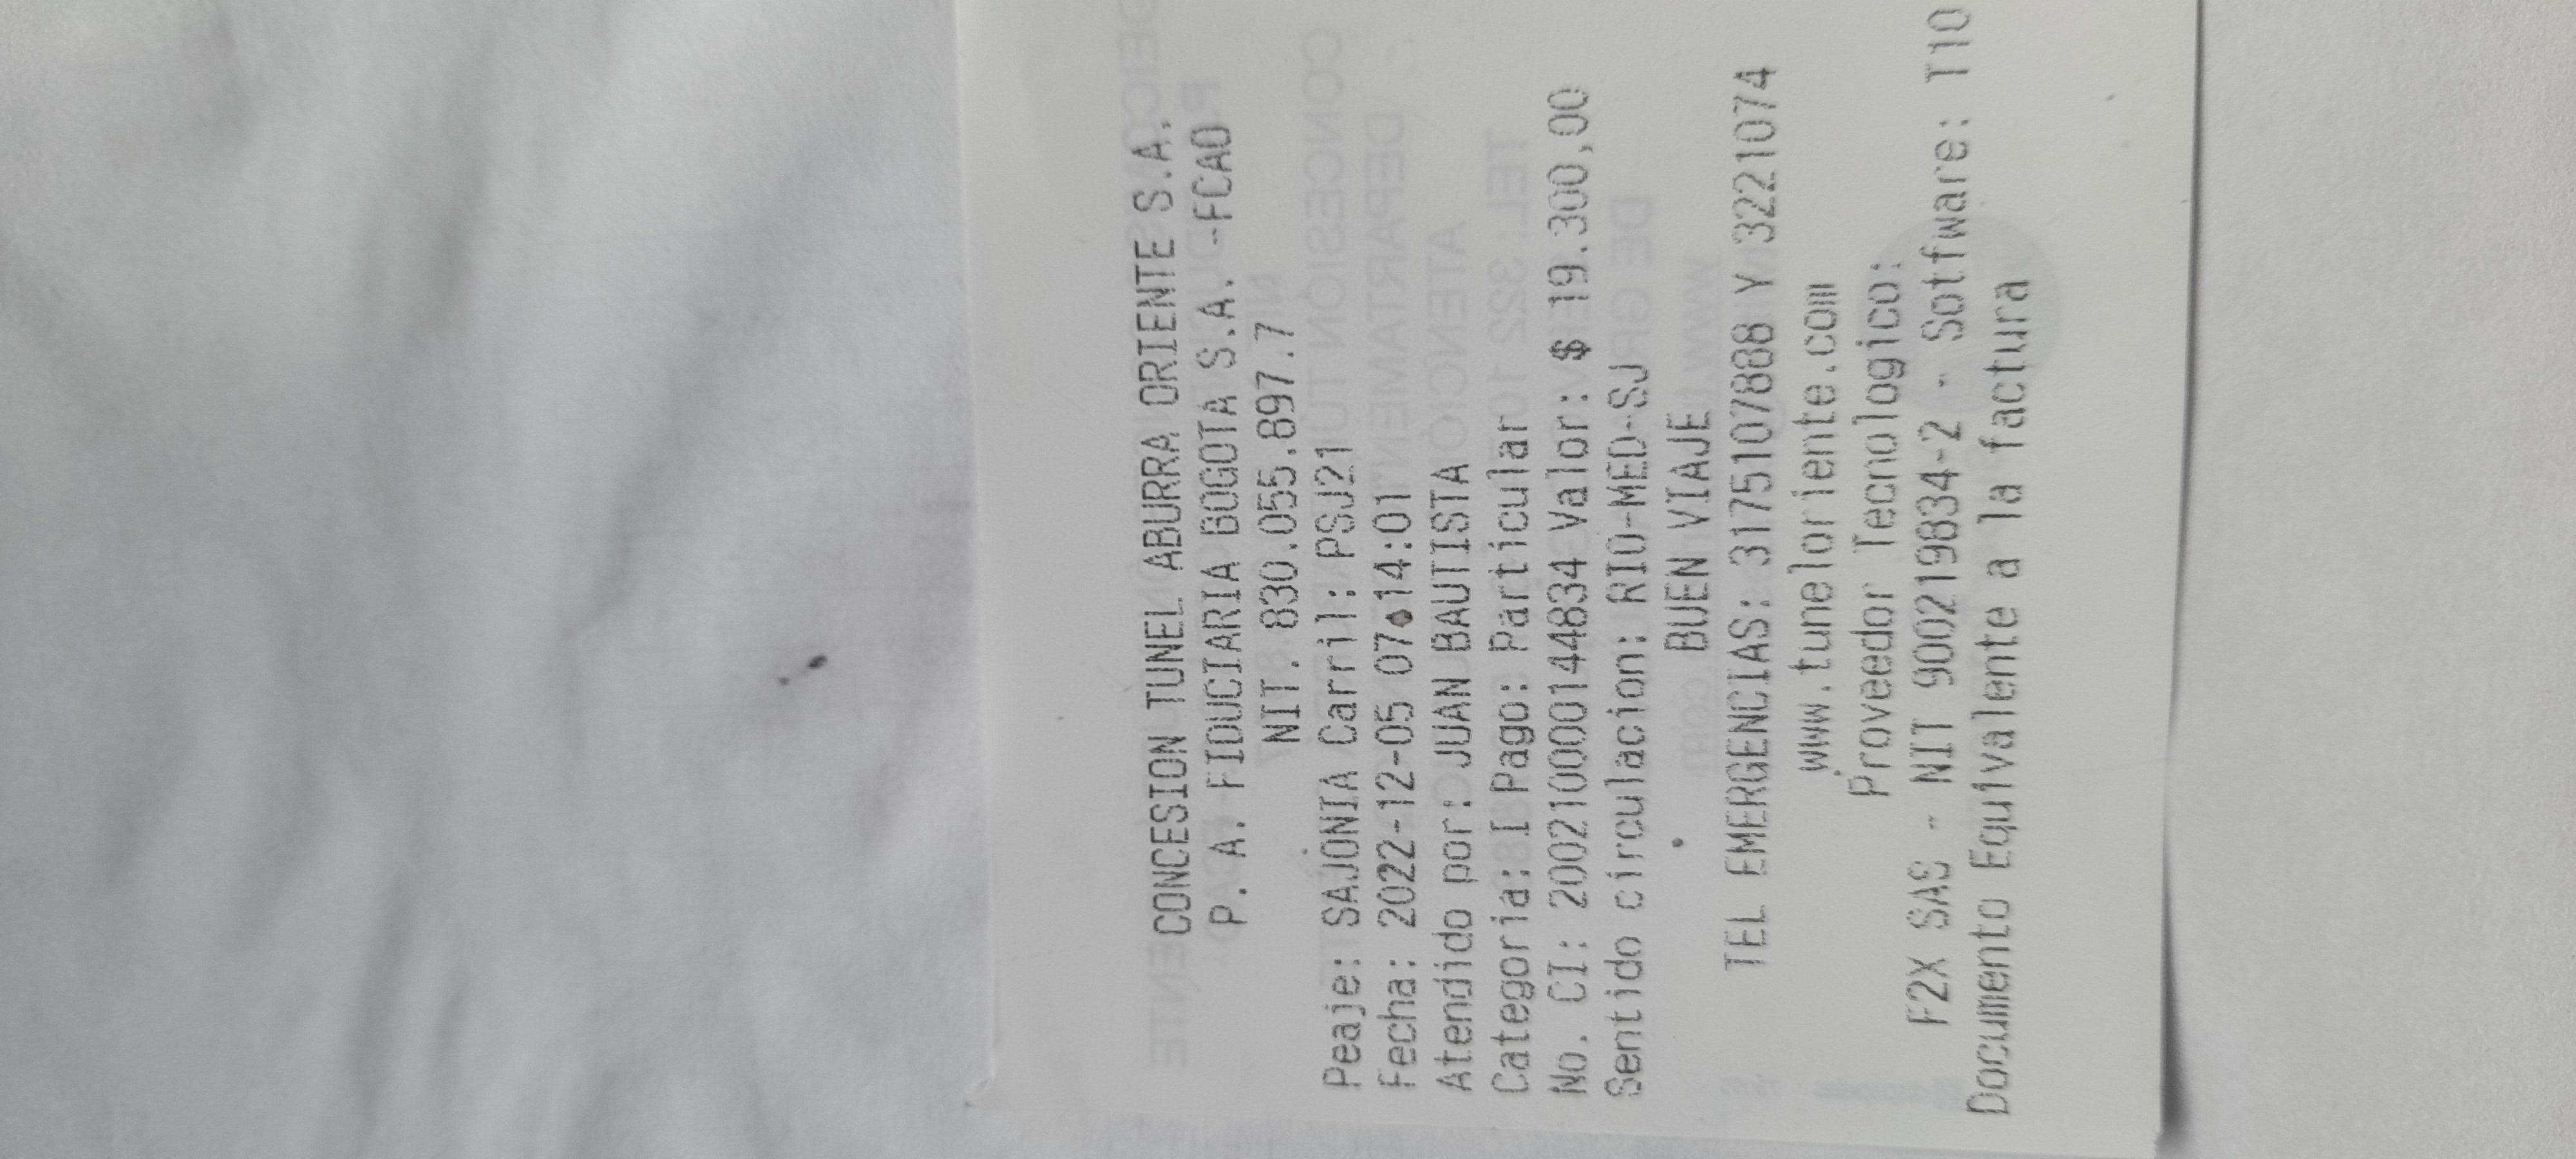 CONCESION TUNEL ABURRA ORIENTE S.A.
P. A. FIDUCIARIA BOGOTA S.A. -FCAO
NIT. 830.055.897.7
Peaje: SAJONIA Carril: PSJ21
Fecha: 2022-12-05 07:14:01
Atendido por: JUAN BAUTISTA
Categoria: I Pago: Particular
No. CI: 200210000144834 Valor: $ 19.300,00
Sentido circulacion: RIO-MED-SJ
BUEN VIAJE
TEL EMERGENCIAS: 3175107888 Y 3221074
www.tuneloriente.com
Proveedor Tecnologico:
F2X SAS - NIT 900219834-2 - Sotfware: T10
Documento Equivalente a la factura